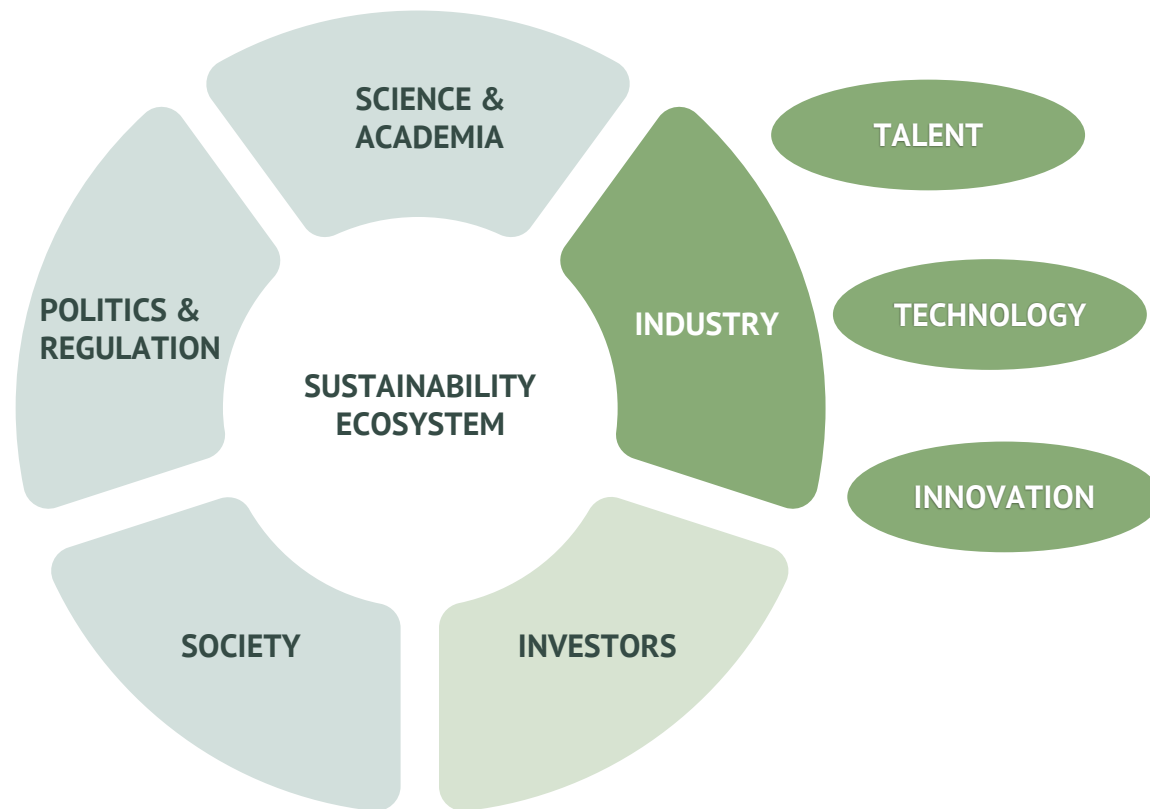 SCIENCE &
ACADEMIA
TALENT
POLITICS &
REGULATION
INDUSTRY
TECHNOLOGY
SUSTAINABILITY
ECOSYSTEM
INNOVATION
SOCIETY
INVESTORS